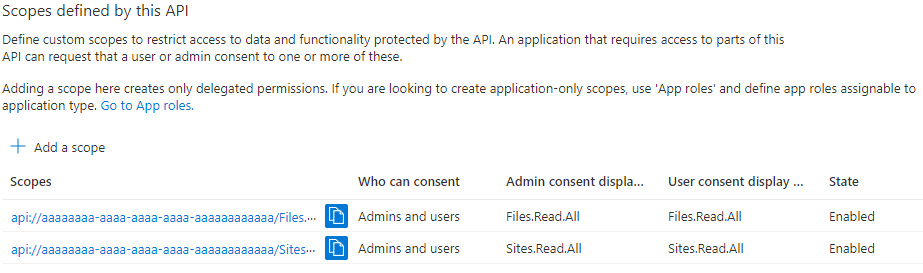 Scopes defined by this API
Define custom scopes to restrict access to data and functionality protected by the API. An application that requires access to parts of this
API can request that a user or admin consent to one or more of these.
Adding a scope here creates only delegated permissions. If you are looking to create application-only scopes, use 'App roles' and define app roles assignable to
application type. Go to App roles.
Add a scope
Scopes Who can consent Admin consent displa... User consent display ... State
api://aaaaaaaa-aaaa-aaaa-aaaa-aaaaaaaaaaaa/Files.... Admins and users Files.Read.All Files.Read.All Enabled
api://aaaaaaaa-aaaa-aaaa-aaaa-aaaaaaaaaaaa/Sites... Admins and users Sites.Read.All Sites.Read.All Enabled